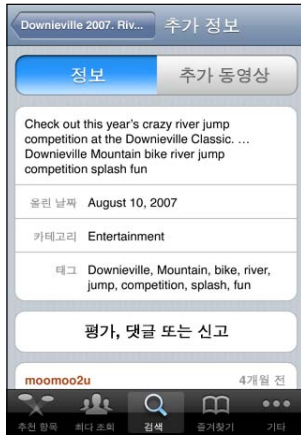 Downieville 2007. Riv...
추가 정보
정보
추가 동영상
Check out this year's crazy river jump
competition at the Downieville Classic. ...
Downieville Mountain bike river jump
competition splash fun
올린 날짜 August 10, 2007
카테고리 Entertainment
태그 Downieville, Mountain, bike, river,
jump, competition, splash, fun
평가, 댓글 또는 신고
moomoo2u 4개월 전
추천 항목 최다 조회 검색 즐겨찾기 기타